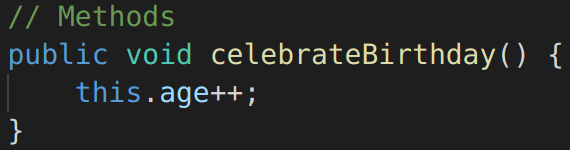 // Methods
public void celebrateBirthday() {
    this.age++;
}